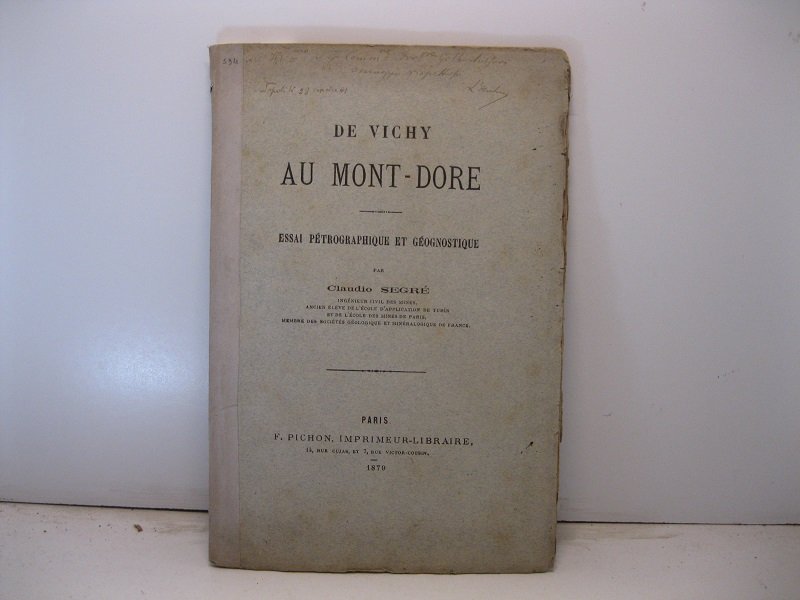 594
DE VICHY
AU MONT-DORE
ESSAI PÉTROGRAPHIQUE ET GÉOGNOSTIQUE
PAR
Claudio SEGRÉ
INGÉNIEUR CIVIL DES MINES,
ANCIEN ÉLÈVE DE L'ÉCOLE D'APPLICATION DE TURIN
ET DE L'ÉCOLE DES MINES DE PARIS,
MEMBRE DES SOCIÉTÉS GÉOLOGIQUE ET MINÉRALOGIQUE DE FRANCE.
PARIS
F. PICHON, IMPRIMEUR-LIBRAIRE,
RUE CUJAS, ET 7, RUE VICTOR-COUSIN.
1879